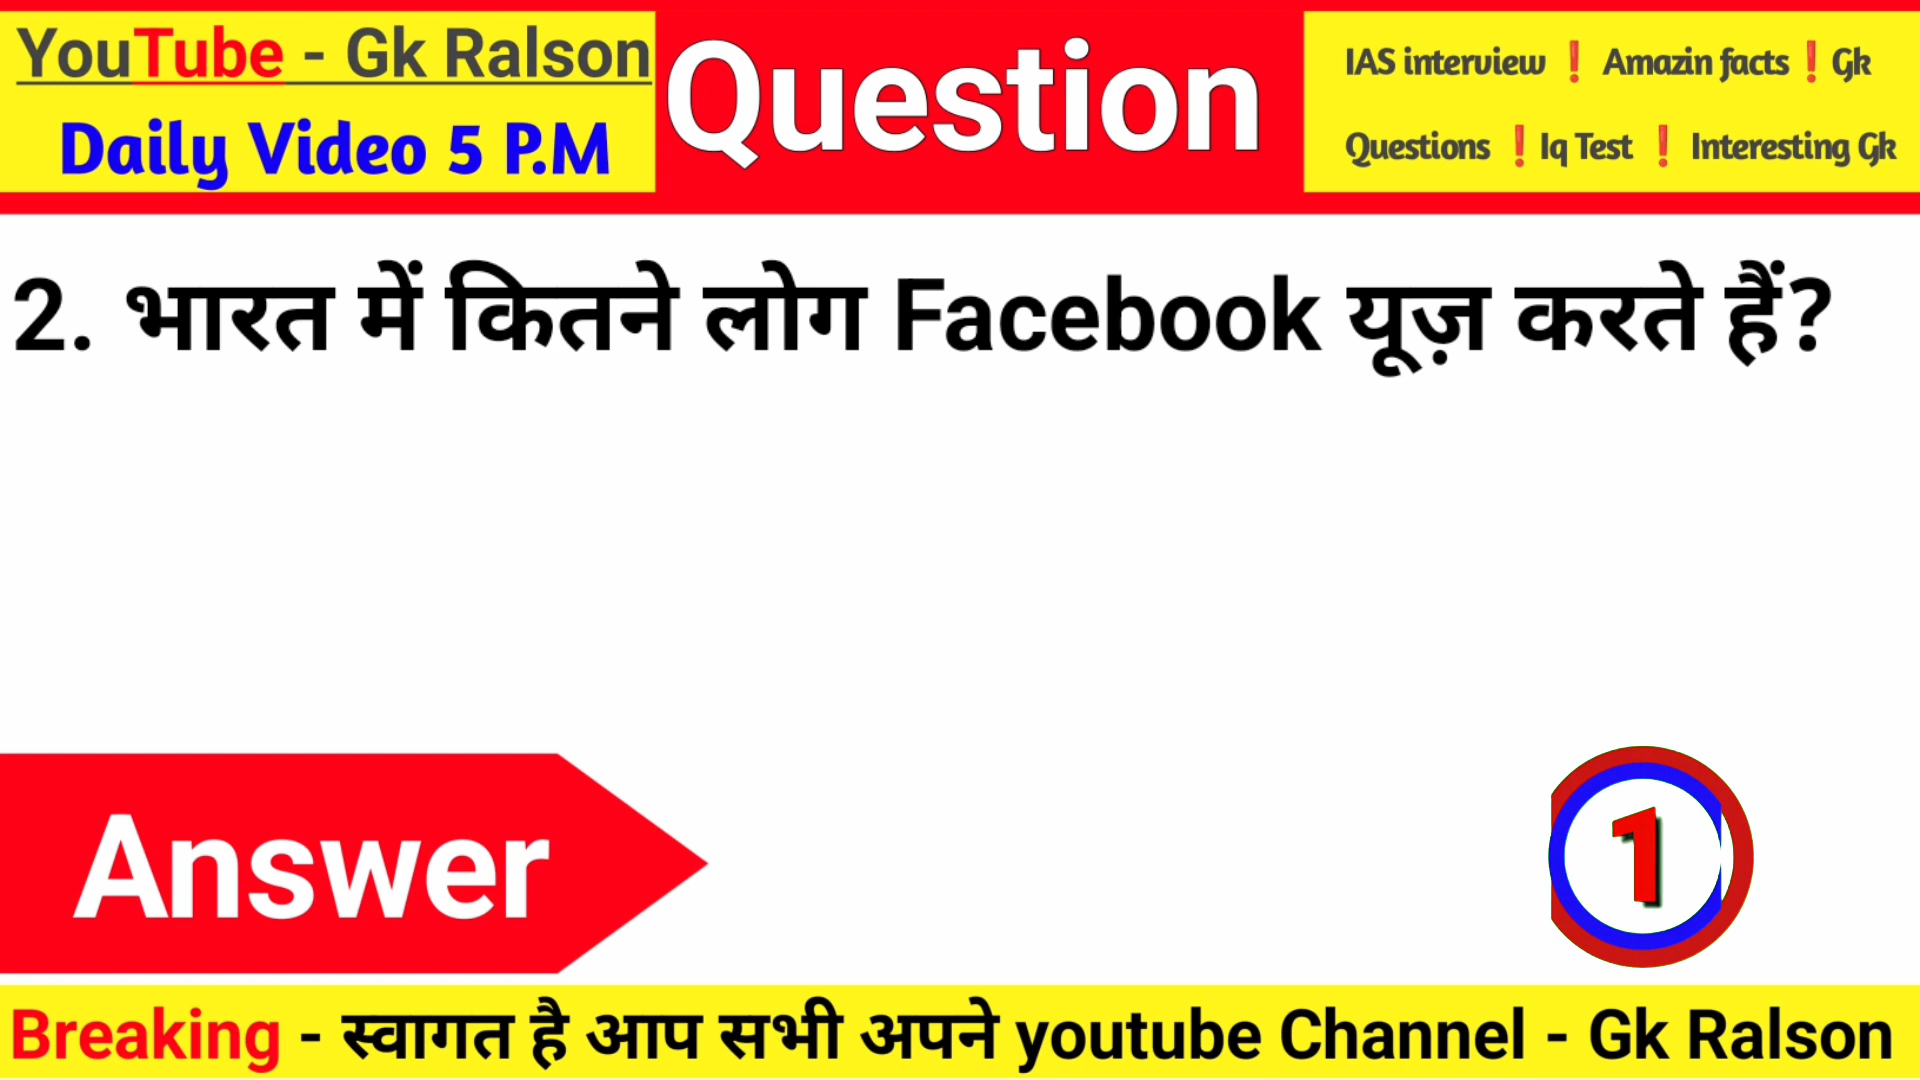 YouTube - Gk Ralson
Daily Video 5 P.M
Question
IAS interview ❗ Amazin facts❗Gk
Questions ❗Iq Test ❗ Interesting Gk
2. भारत में कितने लोग Facebook यूज़ करते हैं?
Answer
1
Breaking - स्वागत है आप सभी अपने youtube Channel - Gk Ralson